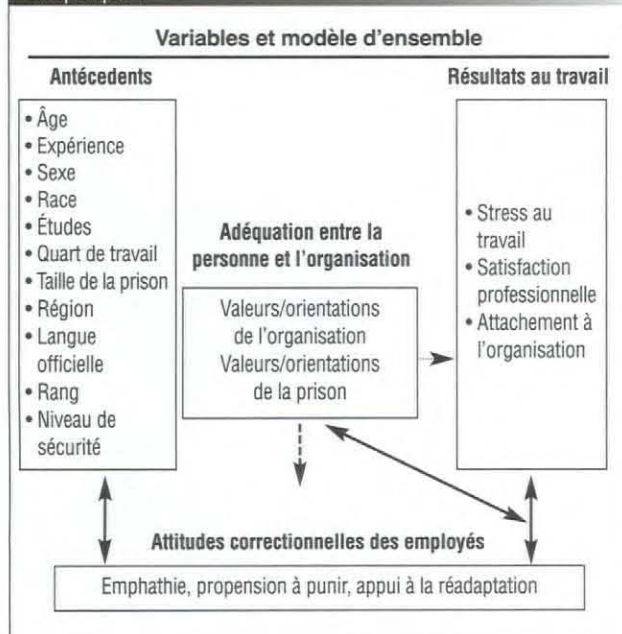 Variables et modèle d'ensemble
Antécedents
• Âge
• Expérience
• Sexe
• Race
• Études
• Quart de travail
• Taille de la prison
• Région
• Langue
officielle
• Rang
• Niveau de
sécurité
Adéquation entre la
personne et l'organisation
Valeurs/orientations
de l'organisation
Valeurs/orientations
de la prison
Résultats au travail
• Stress au
travail
• Satisfaction
professionnelle
• Attachement à
l'organisation
Attitudes correctionnelles des employés
Emphathie, propension à punir, appui à la réadaptation